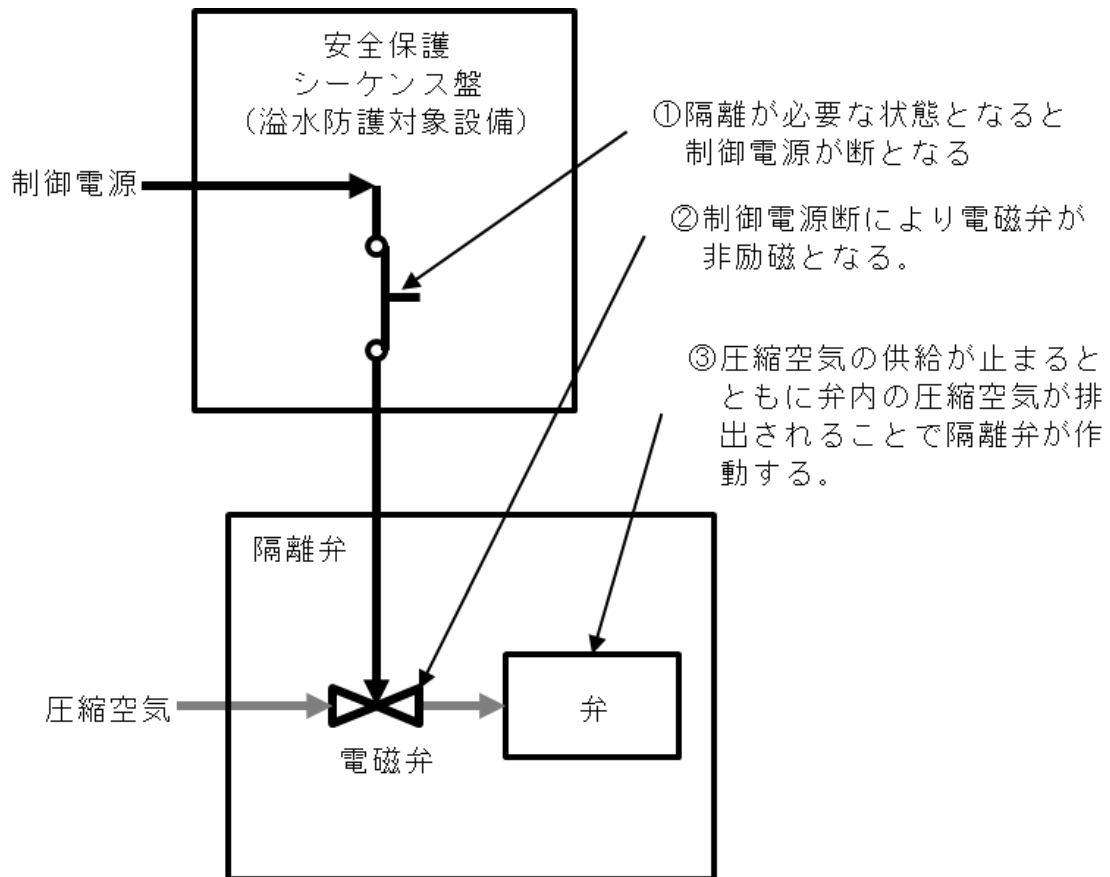 安全保護
シーケンス盤
（溢水防護対象設備）
制御電源
①隔離が必要な状態となると
制御電源が断となる
②制御電源断により電磁弁が
非励磁となる。
③圧縮空気の供給が止まると
ともに弁内の圧縮空気が排
出されることで隔離弁が作
動する。
隔離弁
圧縮空気
弁
電磁弁